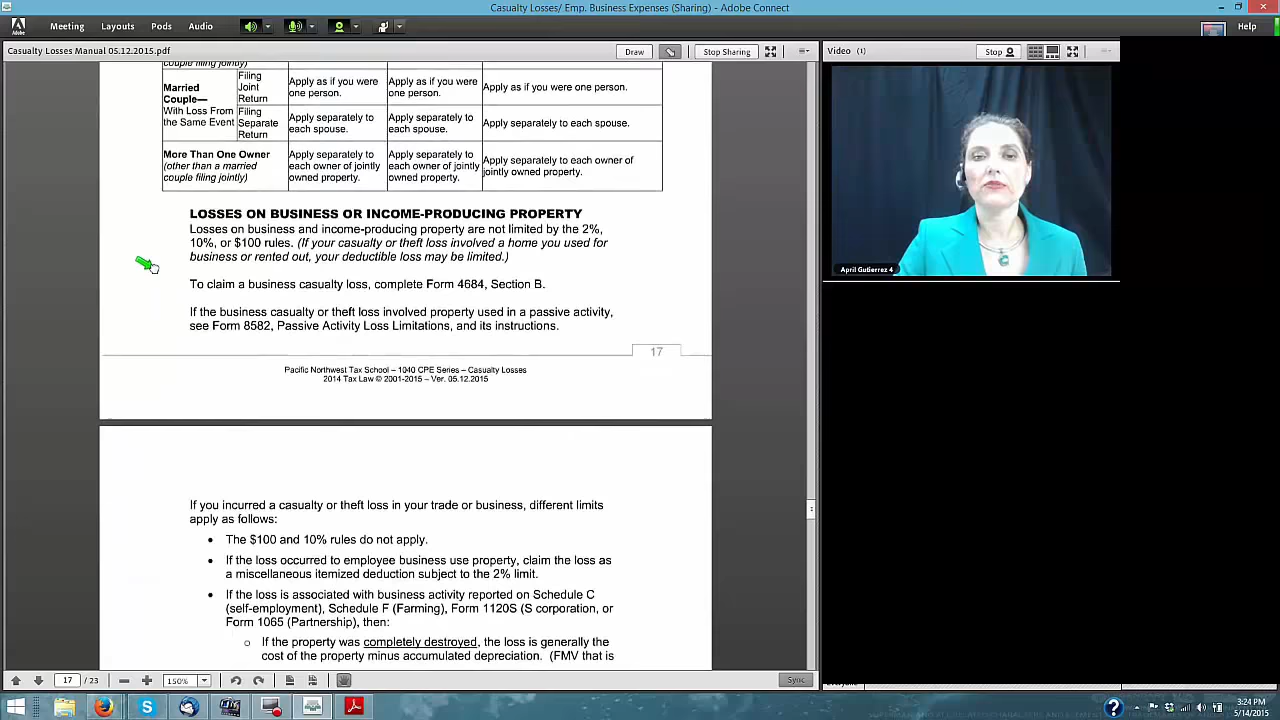 Casualty Losses/ Emp. Business Expenses (Sharing) - Adobe Connect
Meeting Layouts Pods Audio Help
Casualty Losses Manual 05.12.2015.pdf Draw Stop Sharing
Video (1) Stop
couple filing jointly)
Married Couple— With Loss From the Same Event
Filing Joint Return
Apply as if you were one person.
Apply as if you were one person.
Apply as if you were one person.
Filing Separate Return
Apply separately to each spouse.
Apply separately to each spouse.
Apply separately to each spouse.
More Than One Owner (other than a married couple filing jointly)
Apply separately to each owner of jointly owned property.
Apply separately to each owner of jointly owned property.
Apply separately to each owner of jointly owned property.
LOSSES ON BUSINESS OR INCOME-PRODUCING PROPERTY
Losses on business and income-producing property are not limited by the 2%,
10%, or $100 rules. (If your casualty or theft loss involved a home you used for
business or rented out, your deductible loss may be limited.)
To claim a business casualty loss, complete Form 4684, Section B.
If the business casualty or theft loss involved property used in a passive activity,
see Form 8582, Passive Activity Loss Limitations, and its instructions.
17
Pacific Northwest Tax School – 1040 CPE Series – Casualty Losses
2014 Tax Law © 2001-2015 – Ver. 05.12.2015
If you incurred a casualty or theft loss in your trade or business, different limits
apply as follows:
• The $100 and 10% rules do not apply.
• If the loss occurred to employee business use property, claim the loss as
a miscellaneous itemized deduction subject to the 2% limit.
• If the loss is associated with business activity reported on Schedule C
(self-employment), Schedule F (Farming), Form 1120S (S corporation, or
Form 1065 (Partnership), then:
o If the property was completely destroyed, the loss is generally the
cost of the property minus accumulated depreciation. (FMV that is
April Gutierrez 4
17 / 23 150% Sync
3:24 PM
5/14/2015